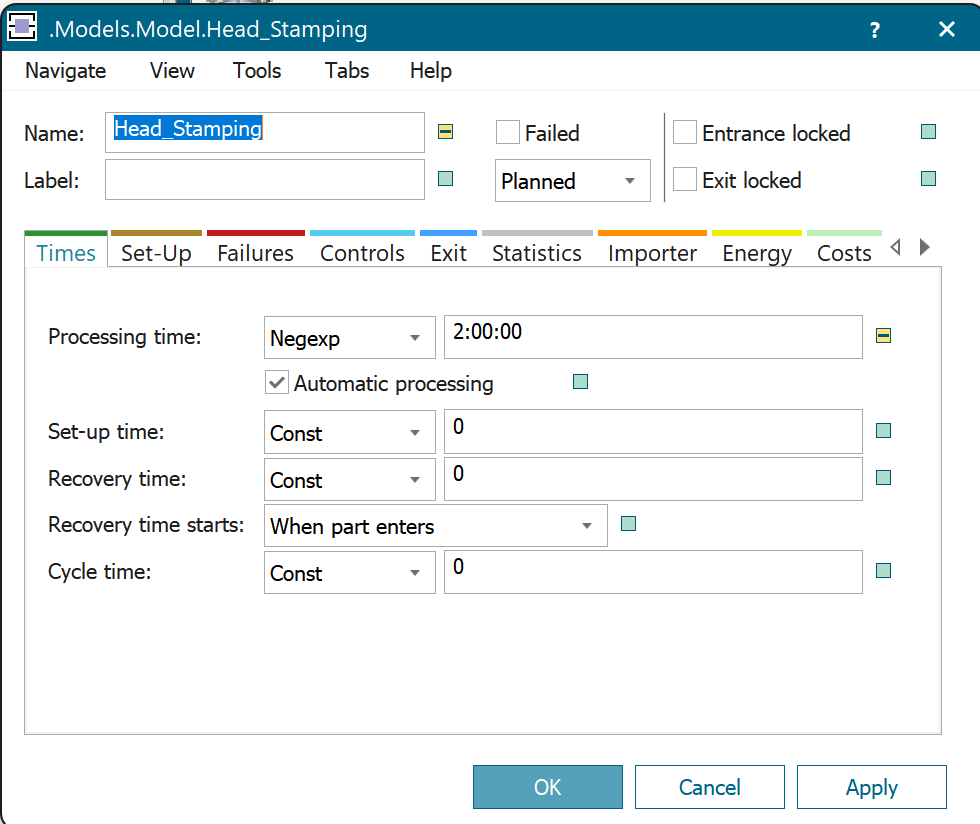 .Models.Model.Head_Stamping ? ×
Navigate View Tools Tabs Help
Name: Head_Stamping Failed Entrance locked
Label: Planned Exit locked
Times Set-Up Failures Controls Exit Statistics Importer Energy Costs
Processing time: Negexp 2:00:00
Automatic processing
Set-up time: Const 0
Recovery time: Const 0
Recovery time starts: When part enters
Cycle time: Const 0
OK Cancel Apply